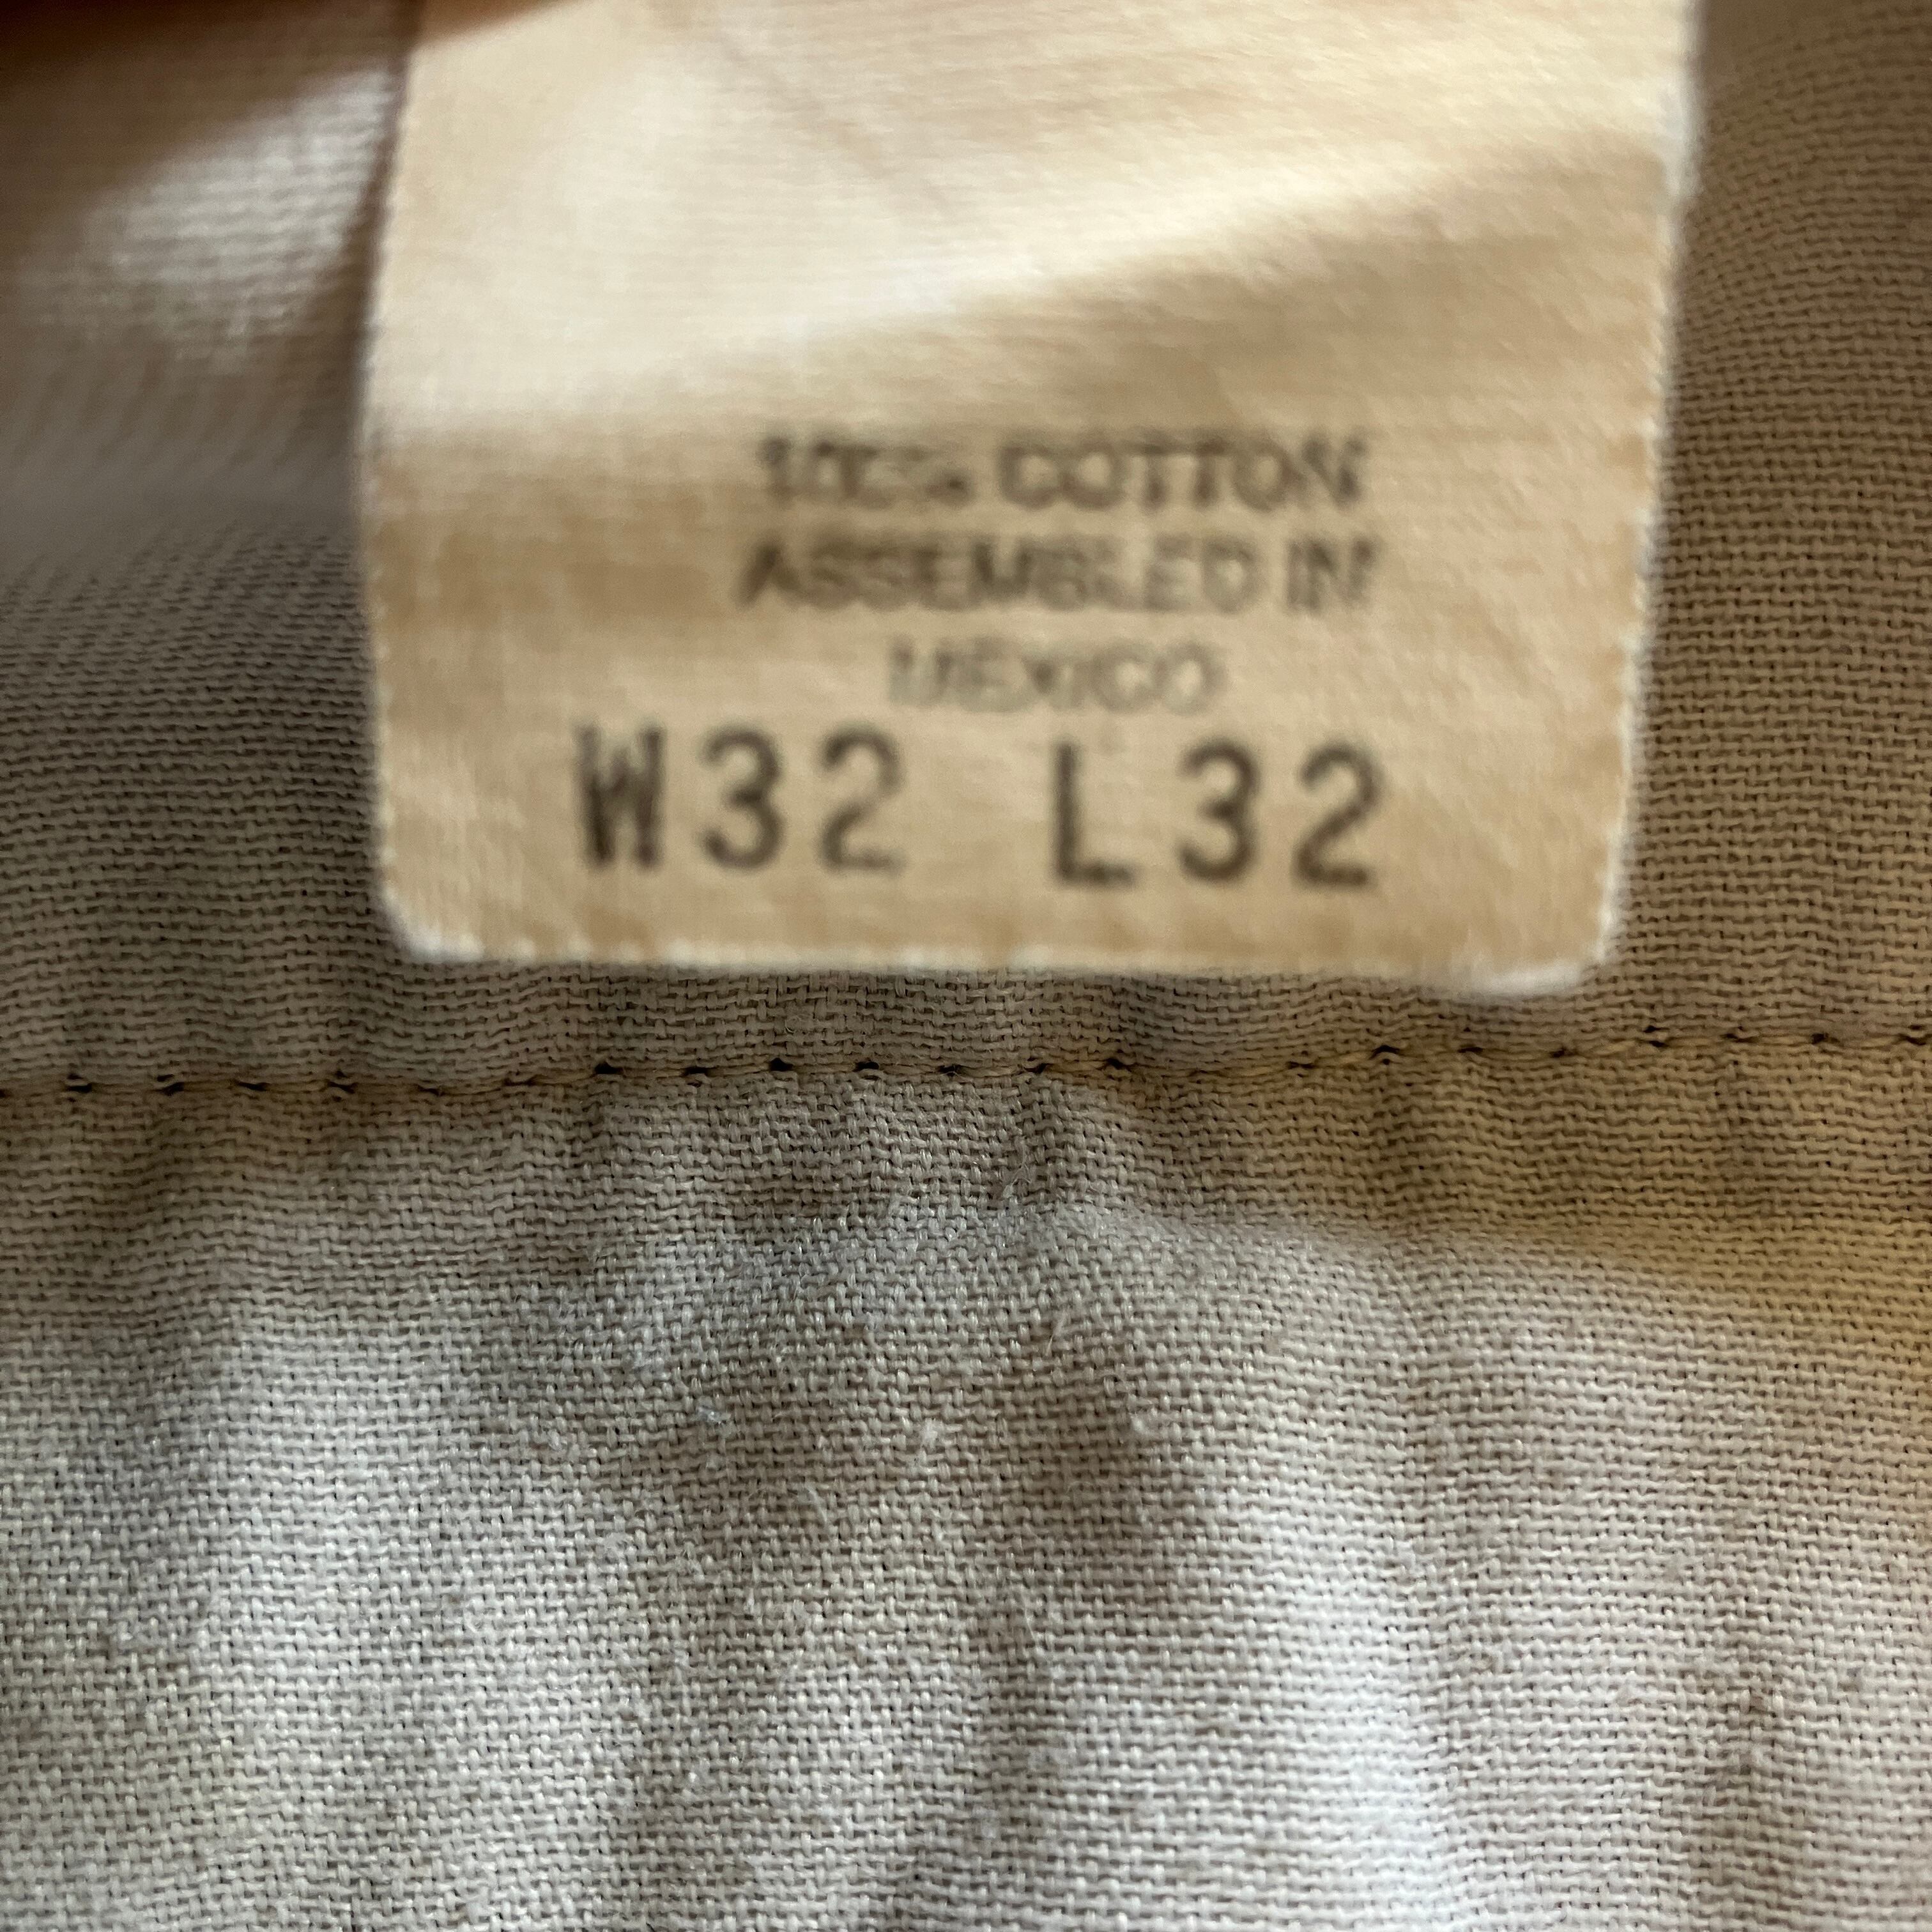 100% COTTON
ASSEMBLED IN
MEXICO
W32 L32